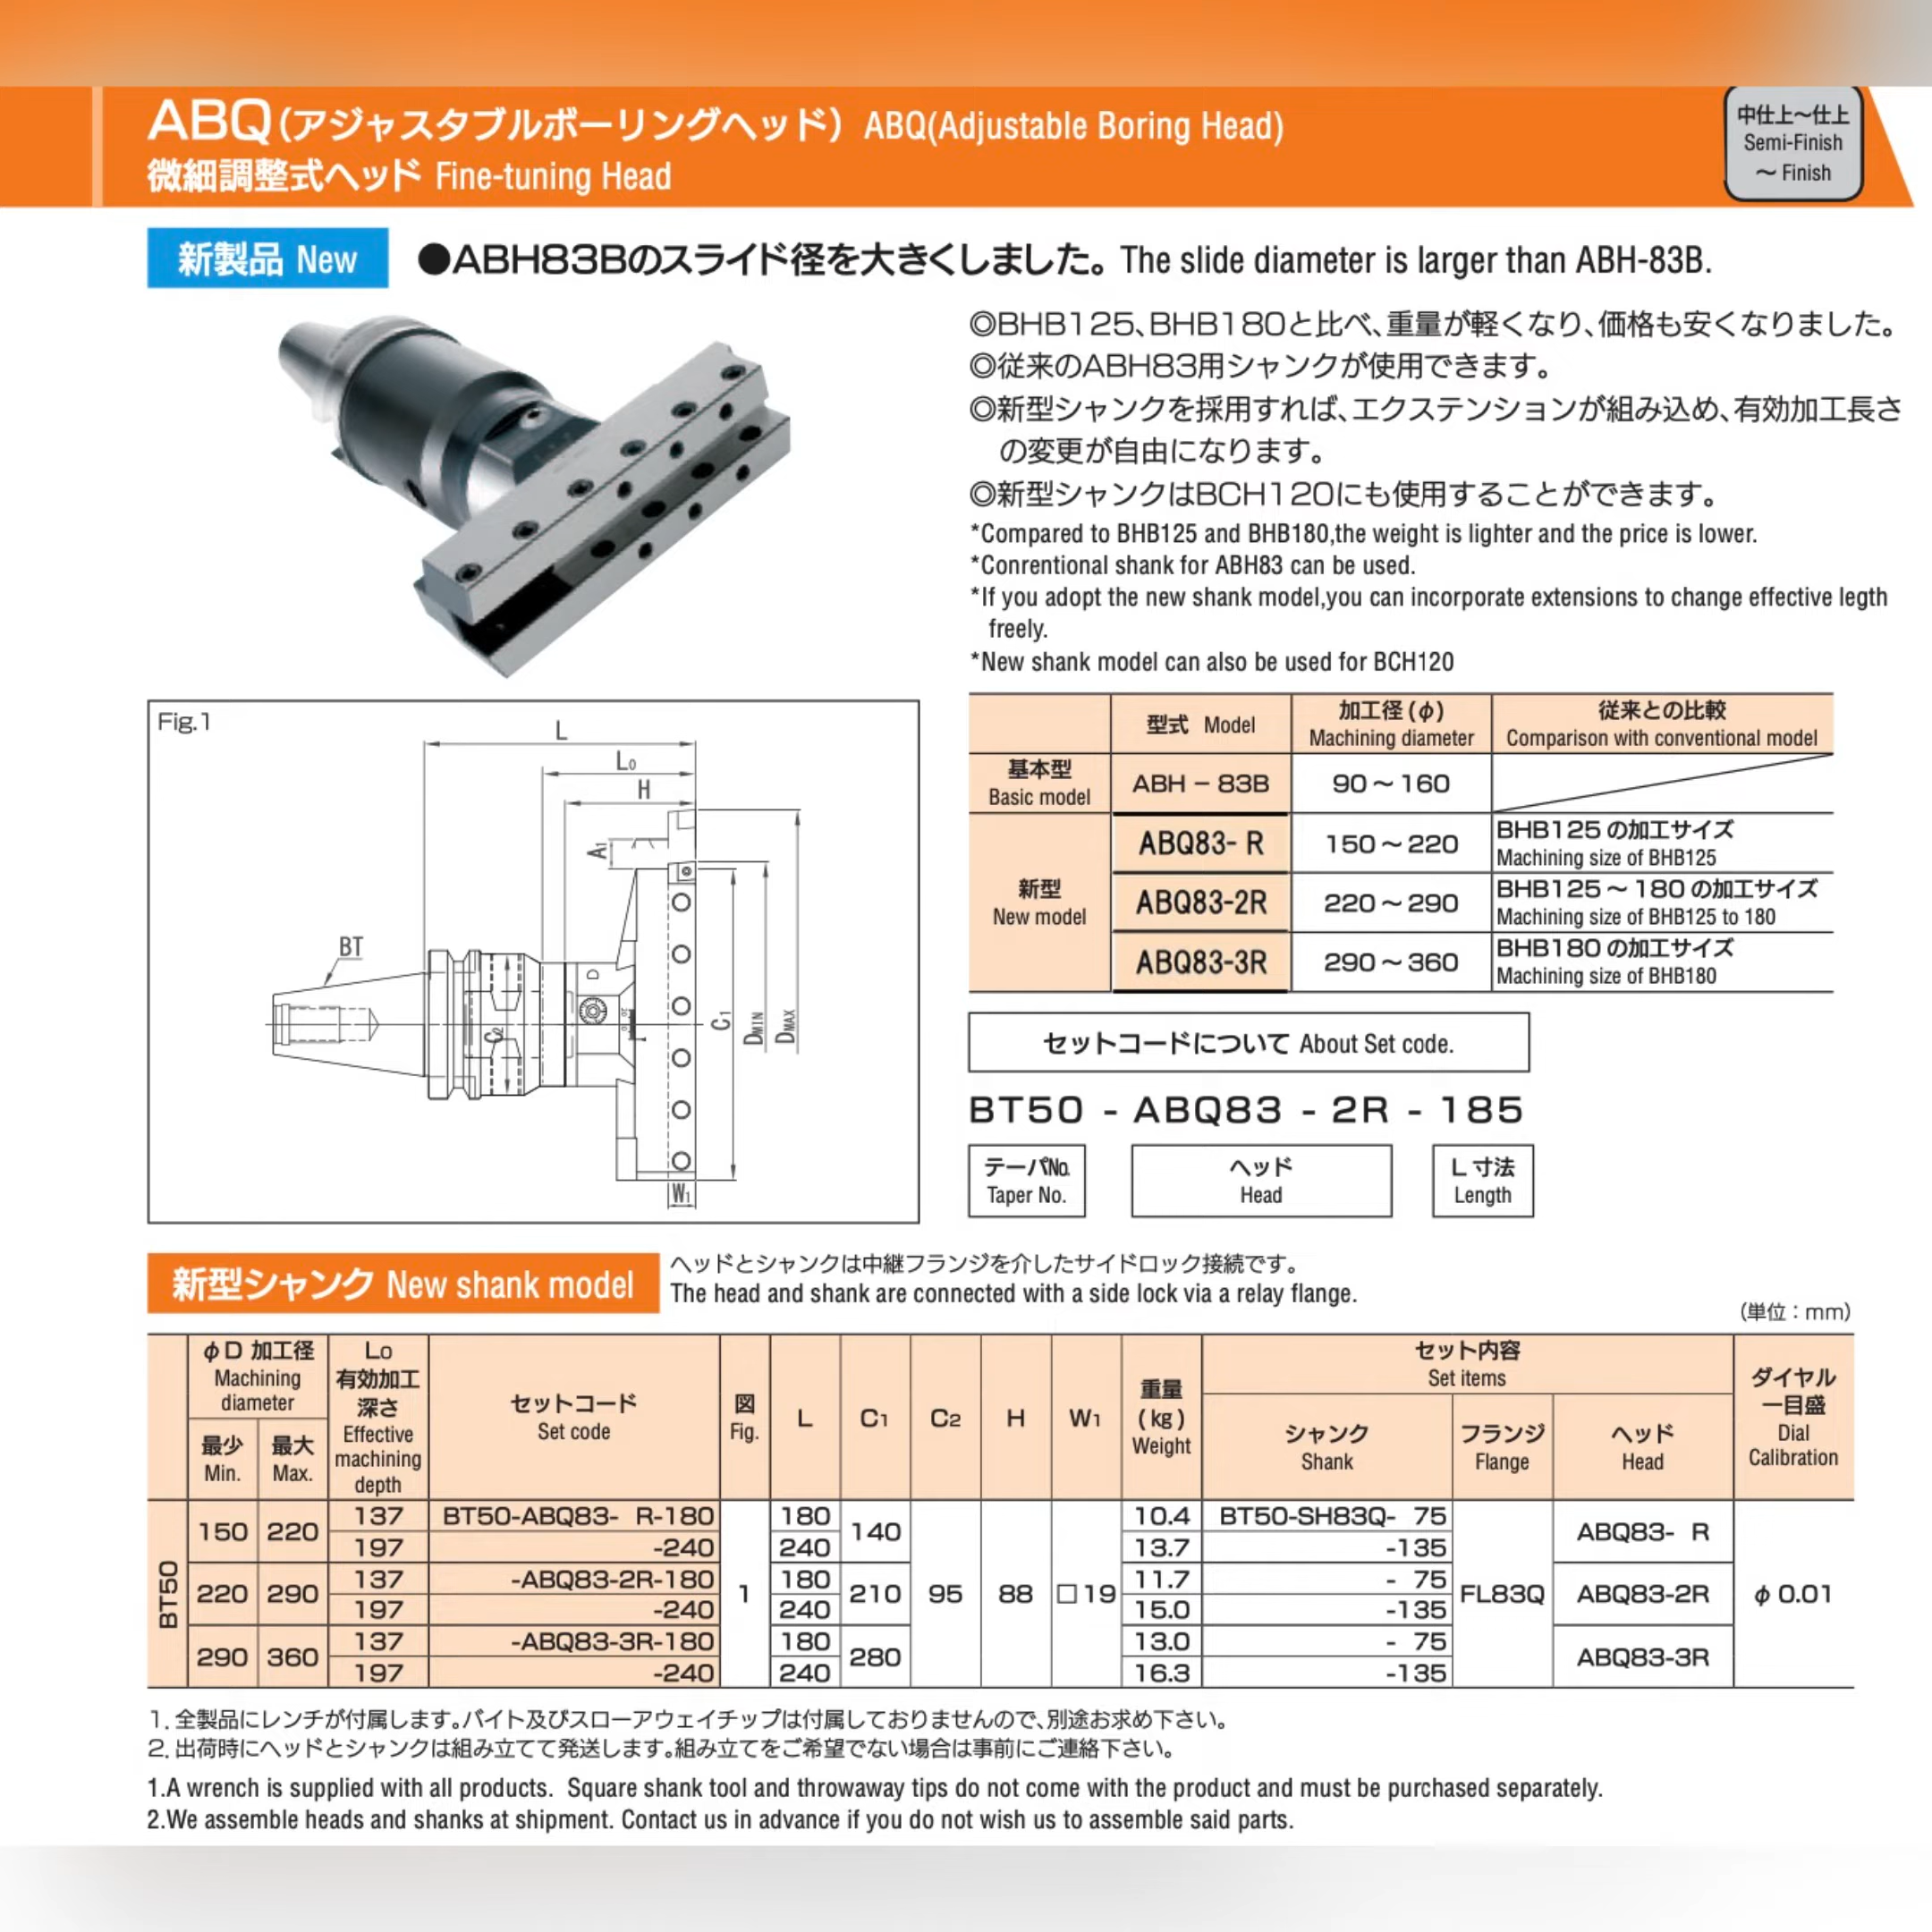 ABQ(アジャスタブルボーリングヘッド) ABQ(Adjustable Boring Head)
微細調整式ヘッド Fine-tuning Head
中仕上～仕上
Semi-Finish
～ Finish
新製品 New
●ABH83Bのスライド径を大きくしました。The slide diameter is larger than ABH-83B.
◎BHB125、BHB180と比べ、重量が軽くなり、価格も安くなりました。
◎従来のABH83用シャンクが使用できます。
◎新型シャンクを採用すれば、エクステンションが組み込め、有効加工長さ
の変更が自由になります。
◎新型シャンクはBCH120にも使用することができます。
*Compared to BHB125 and BHB180,the weight is lighter and the price is lower.
*Conrentional shank for ABH83 can be used.
*If you adopt the new shank model,you can incorporate extensions to change effective legth
freely.
*New shank model can also be used for BCH120
Fig.1
L
L0
H
A1
BT
D
C2
C1
DMIN
DMAX
W1
型式 Model
加工径(φ)
Machining diameter
従来との比較
Comparison with conventional model
基本型
Basic model
ABH－83B
90～160
新型
New model
ABQ83- R
150～220
BHB125の加工サイズ
Machining size of BHB125
ABQ83-2R
220～290
BHB125～180の加工サイズ
Machining size of BHB125 to 180
ABQ83-3R
290～360
BHB180の加工サイズ
Machining size of BHB180
セットコードについて About Set code.
BT50 - ABQ83 - 2R - 185
テーパNo.
Taper No.
ヘッド
Head
L寸法
Length
新型シャンク New shank model
ヘッドとシャンクは中継フランジを介したサイドロック接続です。
The head and shank are connected with a side lock via a relay flange.
(単位：mm)
φD 加工径
Machining
diameter
最少
Min.
最大
Max.
L0
有効加工
深さ
Effective
machining
depth
セットコード
Set code
図
Fig.
L
C1
C2
H
W1
重量
(kg)
Weight
セット内容
Set items
シャンク
Shank
フランジ
Flange
ヘッド
Head
ダイヤル
一目盛
Dial
Calibration
BT50
150 220 137 BT50-ABQ83- R-180 1 180 140 95 88 □19 10.4 BT50-SH83Q- 75 FL83Q ABQ83- R φ0.01
197 -240 240 13.7 -135
220 290 137 -ABQ83-2R-180 180 210 11.7 - 75 ABQ83-2R
197 -240 240 15.0 -135
290 360 137 -ABQ83-3R-180 180 280 13.0 - 75 ABQ83-3R
197 -240 240 16.3 -135
1．全製品にレンチが付属します。バイト及びスローアウェイチップは付属しておりませんので、別途お求め下さい。
2．出荷時にヘッドとシャンクは組み立てて発送します。組み立てをご希望でない場合は事前にご連絡下さい。
1.A wrench is supplied with all products. Square shank tool and throwaway tips do not come with the product and must be purchased separately.
2.We assemble heads and shanks at shipment. Contact us in advance if you do not wish us to assemble said parts.